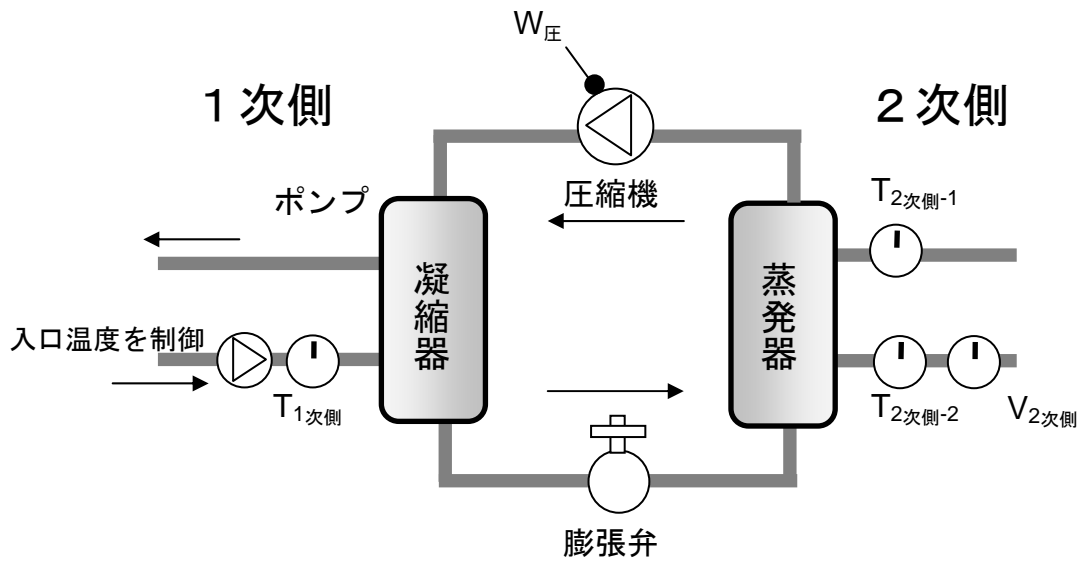 W圧
１次側
２次側
ポンプ
圧縮機
T2次側-1
凝縮器
蒸発器
入口温度を制御
T1次側
T2次側-2
V2次側
膨張弁